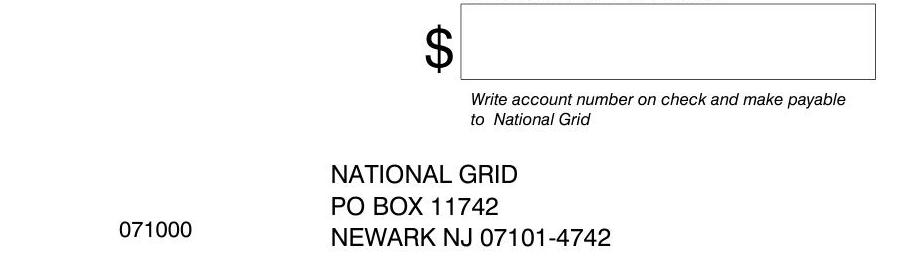 $
Write account number on check and make payable
to National Grid
NATIONAL GRID
PO BOX 11742
071000
NEWARK NJ 07101-4742